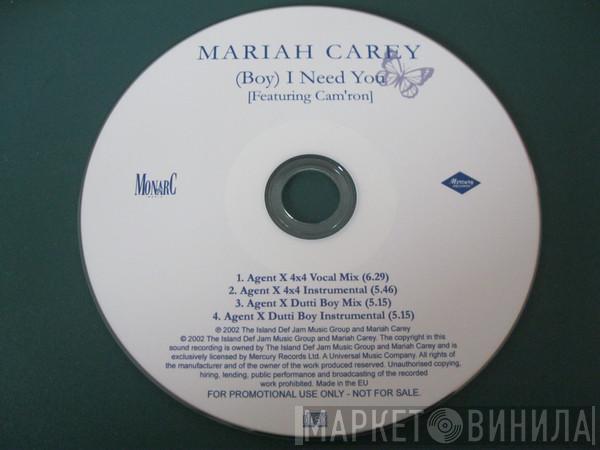 MARIAH CAREY
(Boy) I Need You
[Featuring Cam'ron]
MONARC
MUSIC
Mercury
1. Agent X 4x4 Vocal Mix (6.29)
2. Agent X 4x4 Instrumental (5.46)
3. Agent X Dutti Boy Mix (5.15)
4. Agent X Dutti Boy Instrumental (5.15)
℗ 2002 The Island Def Jam Music Group and Mariah Carey
© 2002 The Island Def Jam Music Group and Mariah Carey. The copyright in this
sound recording is owned by The Island Def Jam Music Group and Mariah Carey and is
exclusively licensed by Mercury Records Ltd. A Universal Music Company. All rights of
the manufacturer and of the owner of the work produced reserved. Unauthorised copying,
hiring, lending, public performance and broadcasting of the recorded
work prohibited. Made in the EU
FOR PROMOTIONAL USE ONLY - NOT FOR SALE.
МАРКЕТ ВИНИЛА